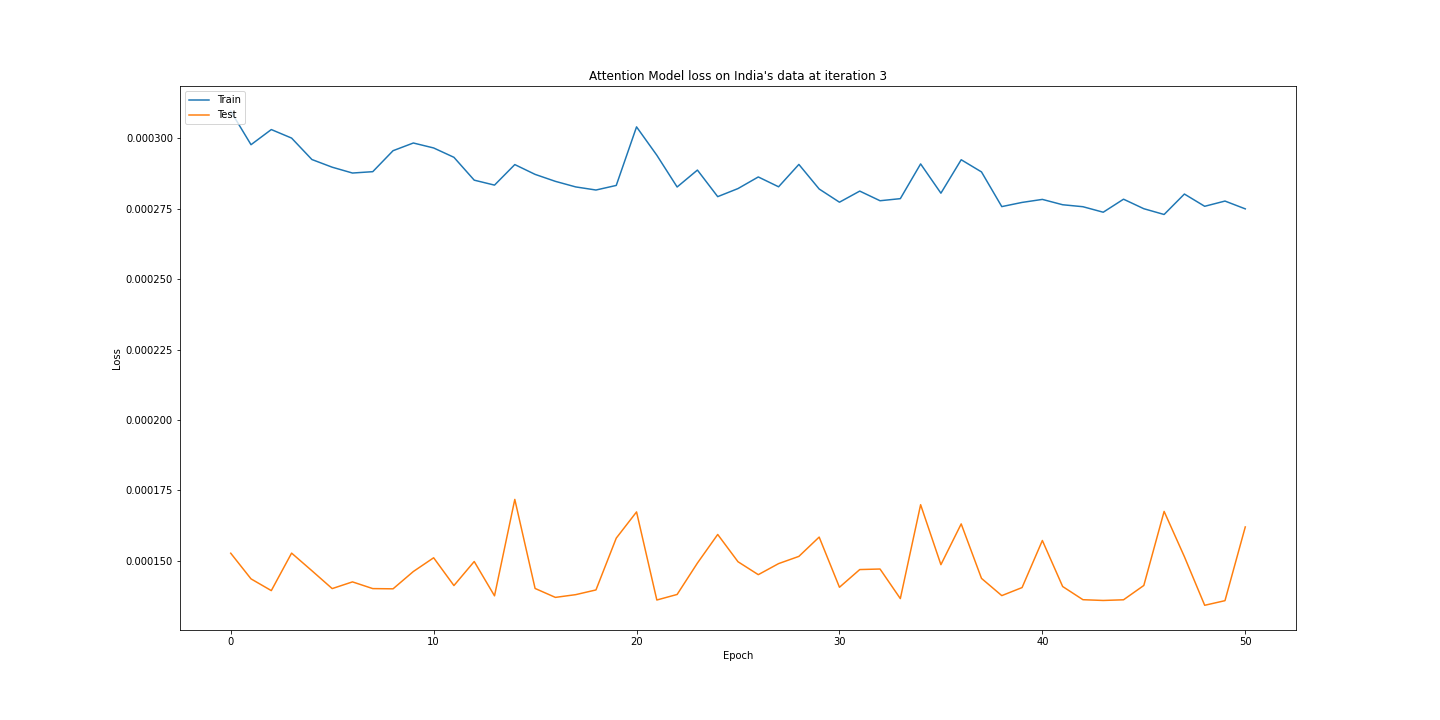 Attention Model loss on India's data at iteration 3
Train
Test
0.000300
0.000275
0.000250
0.000225
0.000200
0.000175
0.000150
Loss
0 10 20 30 40 50
Epoch